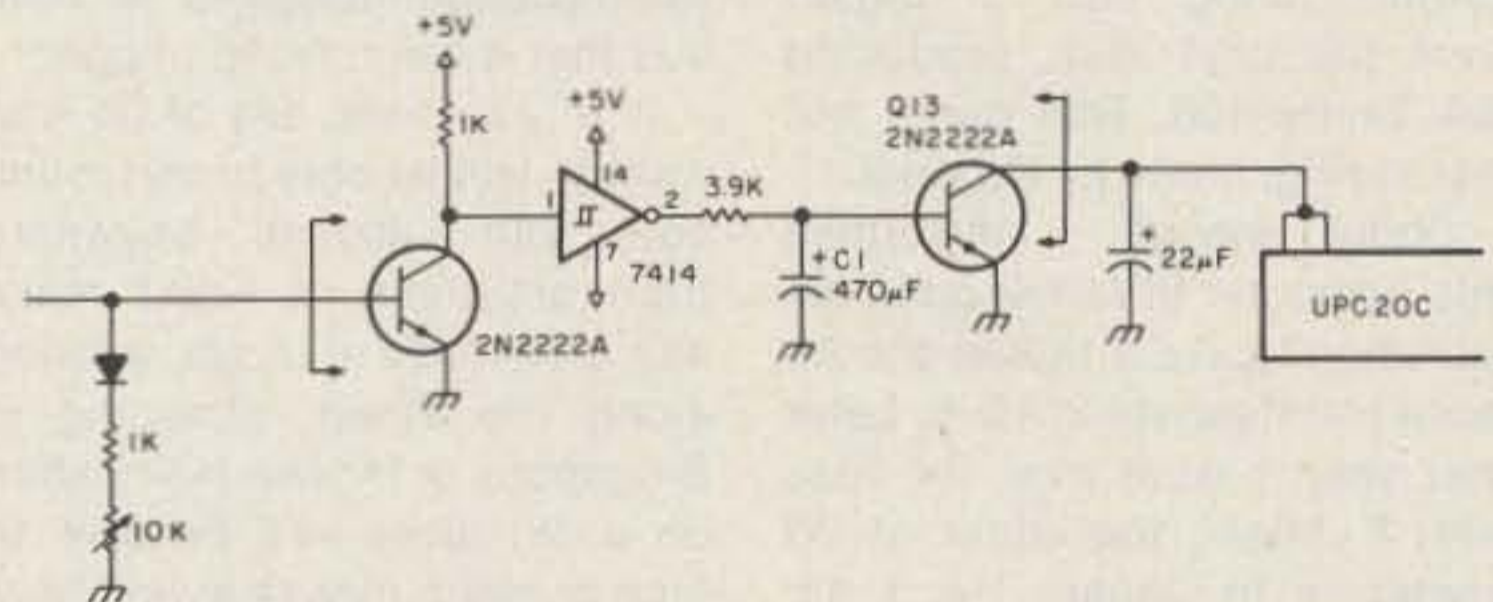 +5V
1K
+5V
14
1
2
7
7414
3.9K
Q13
2N2222A
+C1
470µF
+
22µF
UPC20C
2N2222A
1K
10K